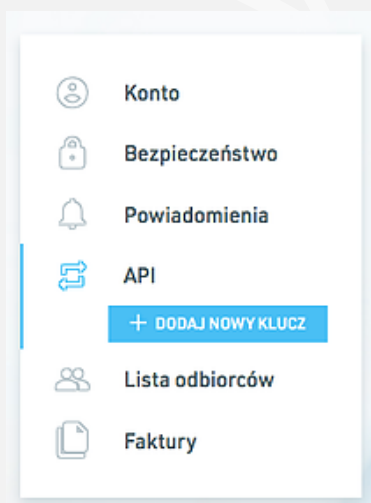 Konto
Bezpieczeństwo
Powiadomienia
API
+ DODAJ NOWY KLUCZ
Lista odbiorców
Faktury